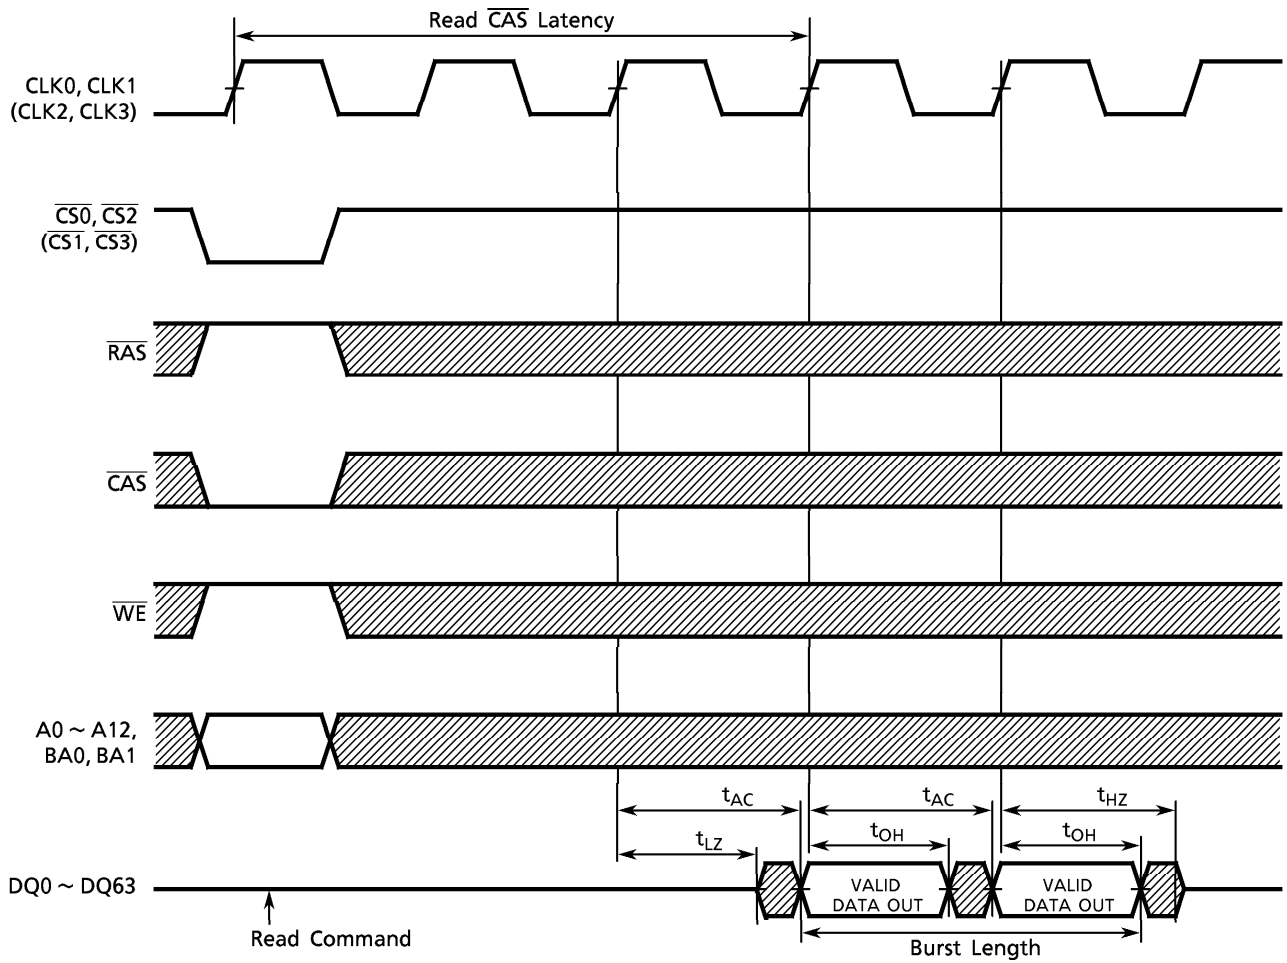 Read CAS Latency
CLK0, CLK1
(CLK2, CLK3)
CS0, CS2
(CS1, CS3)
RAS
CAS
WE
A0 ~ A12,
BA0, BA1
tAC tAC tHZ
tLZ tOH tOH
DQ0 ~ DQ63
VALID VALID
DATA OUT DATA OUT
Read Command
Burst Length